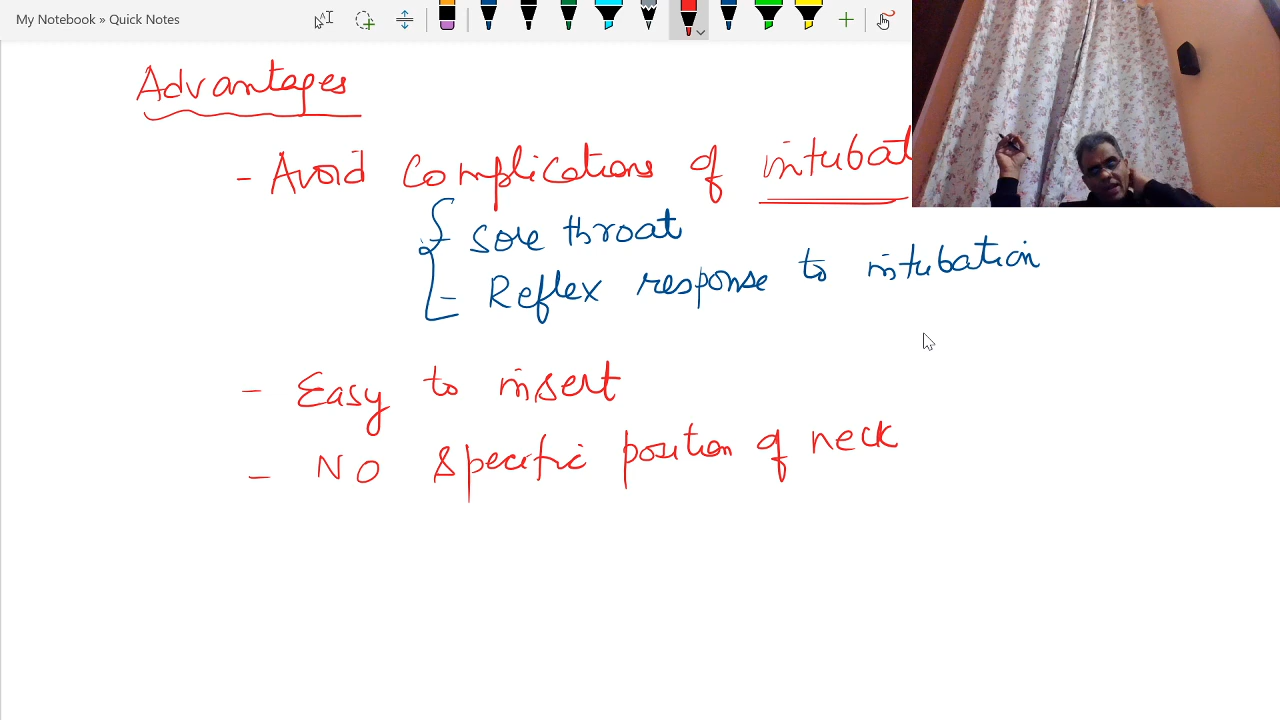 My Notebook » Quick Notes
Advantages
- Avoid Complications of intubat
Sore throat
- Reflex response to intubation
- Easy to insert
- NO specific position of neck